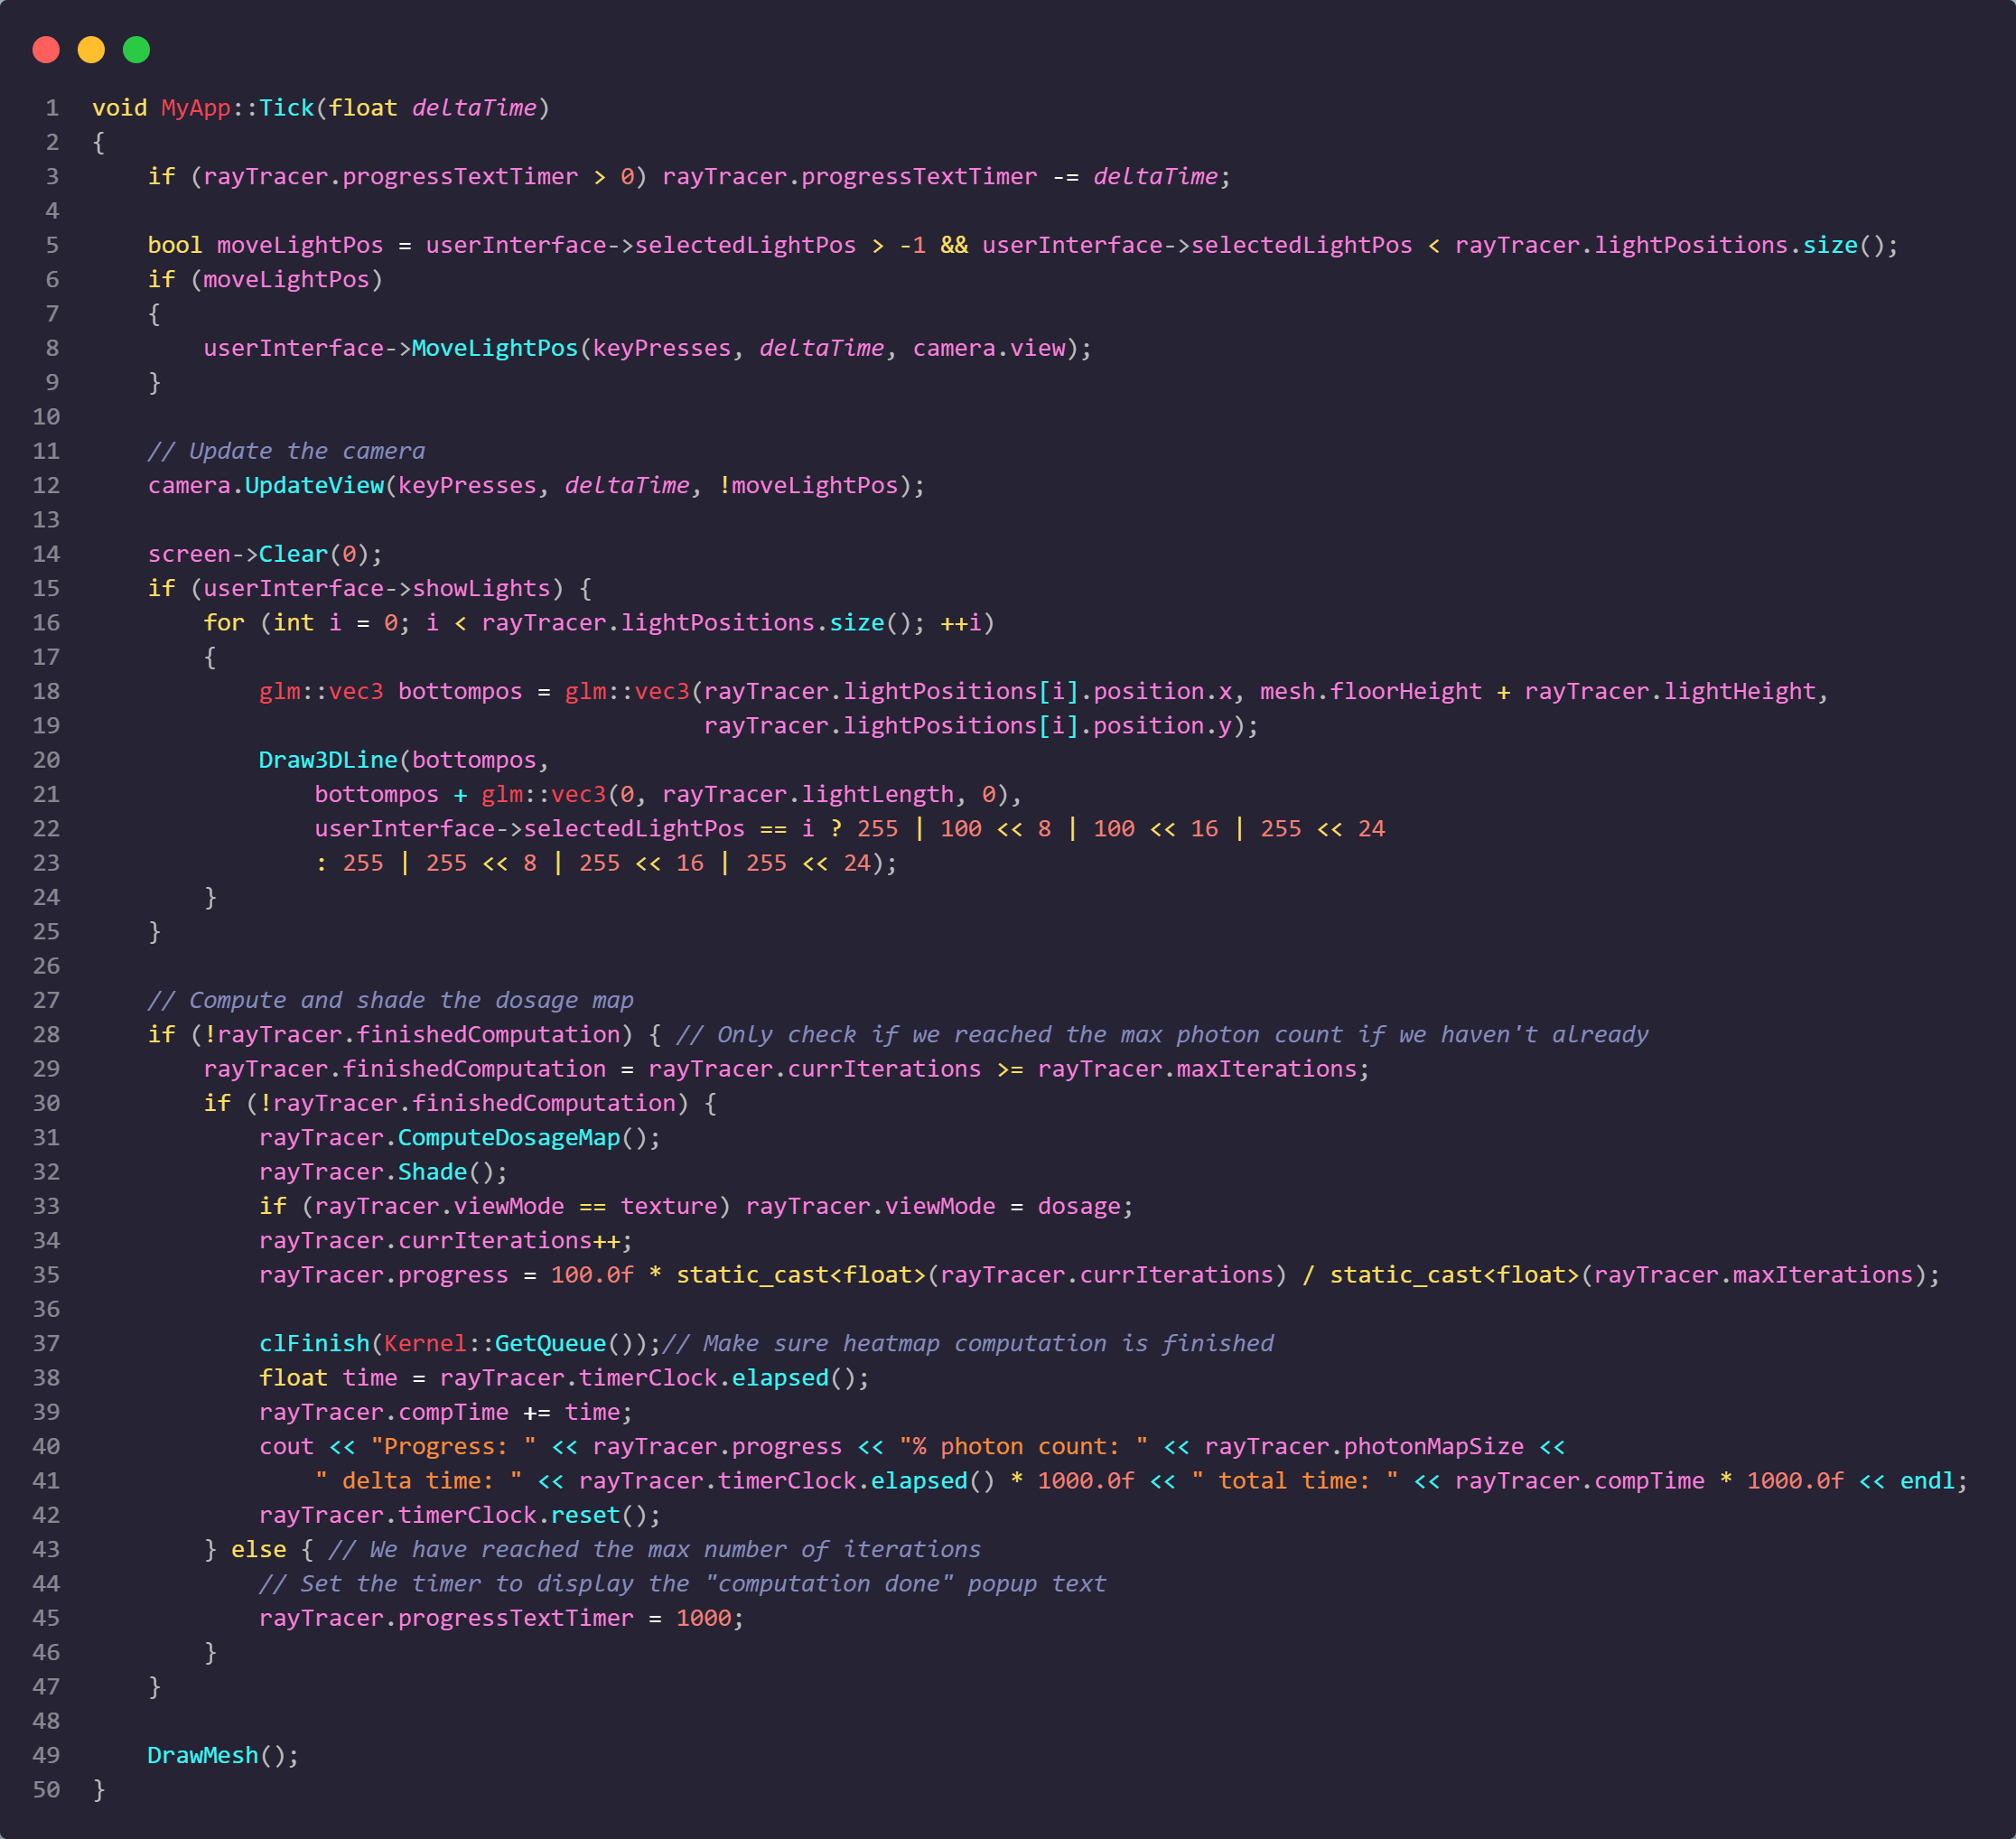 1 void MyApp::Tick(float deltaTime)
2 {
3     if (rayTracer.progressTextTimer > 0) rayTracer.progressTextTimer -= deltaTime;
4
5     bool moveLightPos = userInterface->selectedLightPos > -1 && userInterface->selectedLightPos < rayTracer.lightPositions.size();
6     if (moveLightPos)
7     {
8         userInterface->MoveLightPos(keyPresses, deltaTime, camera.view);
9     }
10
11     // Update the camera
12     camera.UpdateView(keyPresses, deltaTime, !moveLightPos);
13
14     screen->Clear(0);
15     if (userInterface->showLights) {
16         for (int i = 0; i < rayTracer.lightPositions.size(); ++i)
17         {
18             glm::vec3 bottompos = glm::vec3(rayTracer.lightPositions[i].position.x, mesh.floorHeight + rayTracer.lightHeight,
19                                             rayTracer.lightPositions[i].position.y);
20             Draw3DLine(bottompos,
21                 bottompos + glm::vec3(0, rayTracer.lightLength, 0),
22                 userInterface->selectedLightPos == i ? 255 | 100 << 8 | 100 << 16 | 255 << 24
23                 : 255 | 255 << 8 | 255 << 16 | 255 << 24);
24         }
25     }
26
27     // Compute and shade the dosage map
28     if (!rayTracer.finishedComputation) { // Only check if we reached the max photon count if we haven't already
29         rayTracer.finishedComputation = rayTracer.currIterations >= rayTracer.maxIterations;
30         if (!rayTracer.finishedComputation) {
31             rayTracer.ComputeDosageMap();
32             rayTracer.Shade();
33             if (rayTracer.viewMode == texture) rayTracer.viewMode = dosage;
34             rayTracer.currIterations++;
35             rayTracer.progress = 100.0f * static_cast<float>(rayTracer.currIterations) / static_cast<float>(rayTracer.maxIterations);
36
37             clFinish(Kernel::GetQueue());// Make sure heatmap computation is finished
38             float time = rayTracer.timerClock.elapsed();
39             rayTracer.compTime += time;
40             cout << "Progress: " << rayTracer.progress << "% photon count: " << rayTracer.photonMapSize <<
41                 " delta time: " << rayTracer.timerClock.elapsed() * 1000.0f << " total time: " << rayTracer.compTime * 1000.0f << endl;
42             rayTracer.timerClock.reset();
43         } else { // We have reached the max number of iterations
44             // Set the timer to display the "computation done" popup text
45             rayTracer.progressTextTimer = 1000;
46         }
47     }
48
49     DrawMesh();
50 }